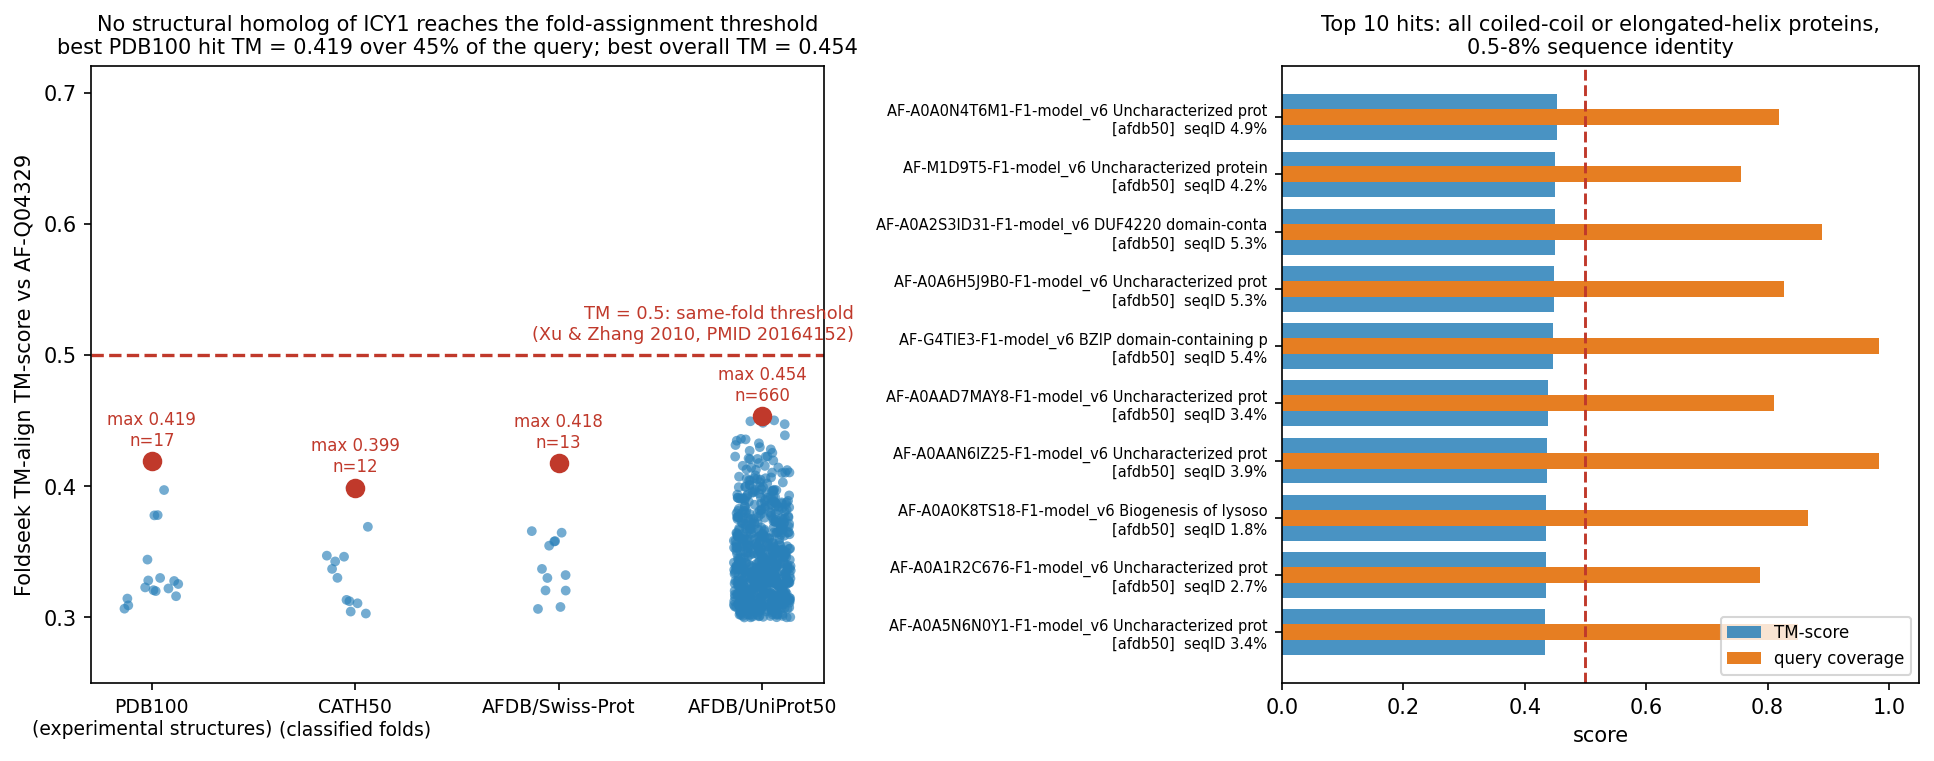 No structural homolog of ICY1 reaches the fold-assignment threshold
best PDB100 hit TM = 0.419 over 45% of the query; best overall TM = 0.454
Foldseek TM-align TM-score vs AF-Q04329
0.7
0.6
0.5
0.4
0.3
TM = 0.5: same-fold threshold
(Xu & Zhang 2010, PMID 20164152)
max 0.419
n=17
max 0.399
n=12
max 0.418
n=13
max 0.454
n=660
PDB100
(experimental structures)
CATH50
(classified folds)
AFDB/Swiss-Prot
AFDB/UniProt50
Top 10 hits: all coiled-coil or elongated-helix proteins,
0.5-8% sequence identity
AF-A0A0N4T6M1-F1-model_v6 Uncharacterized prot
[afdb50]  seqID 4.9%
AF-M1D9T5-F1-model_v6 Uncharacterized protein
[afdb50]  seqID 4.2%
AF-A0A2S3ID31-F1-model_v6 DUF4220 domain-conta
[afdb50]  seqID 5.3%
AF-A0A6H5J9B0-F1-model_v6 Uncharacterized prot
[afdb50]  seqID 5.3%
AF-G4TIE3-F1-model_v6 BZIP domain-containing p
[afdb50]  seqID 5.4%
AF-A0AAD7MAY8-F1-model_v6 Uncharacterized prot
[afdb50]  seqID 3.4%
AF-A0AAN6IZ25-F1-model_v6 Uncharacterized prot
[afdb50]  seqID 3.9%
AF-A0A0K8TS18-F1-model_v6 Biogenesis of lysoso
[afdb50]  seqID 1.8%
AF-A0A1R2C676-F1-model_v6 Uncharacterized prot
[afdb50]  seqID 2.7%
AF-A0A5N6N0Y1-F1-model_v6 Uncharacterized prot
[afdb50]  seqID 3.4%
TM-score
query coverage
0.0
0.2
0.4
0.6
0.8
1.0
score